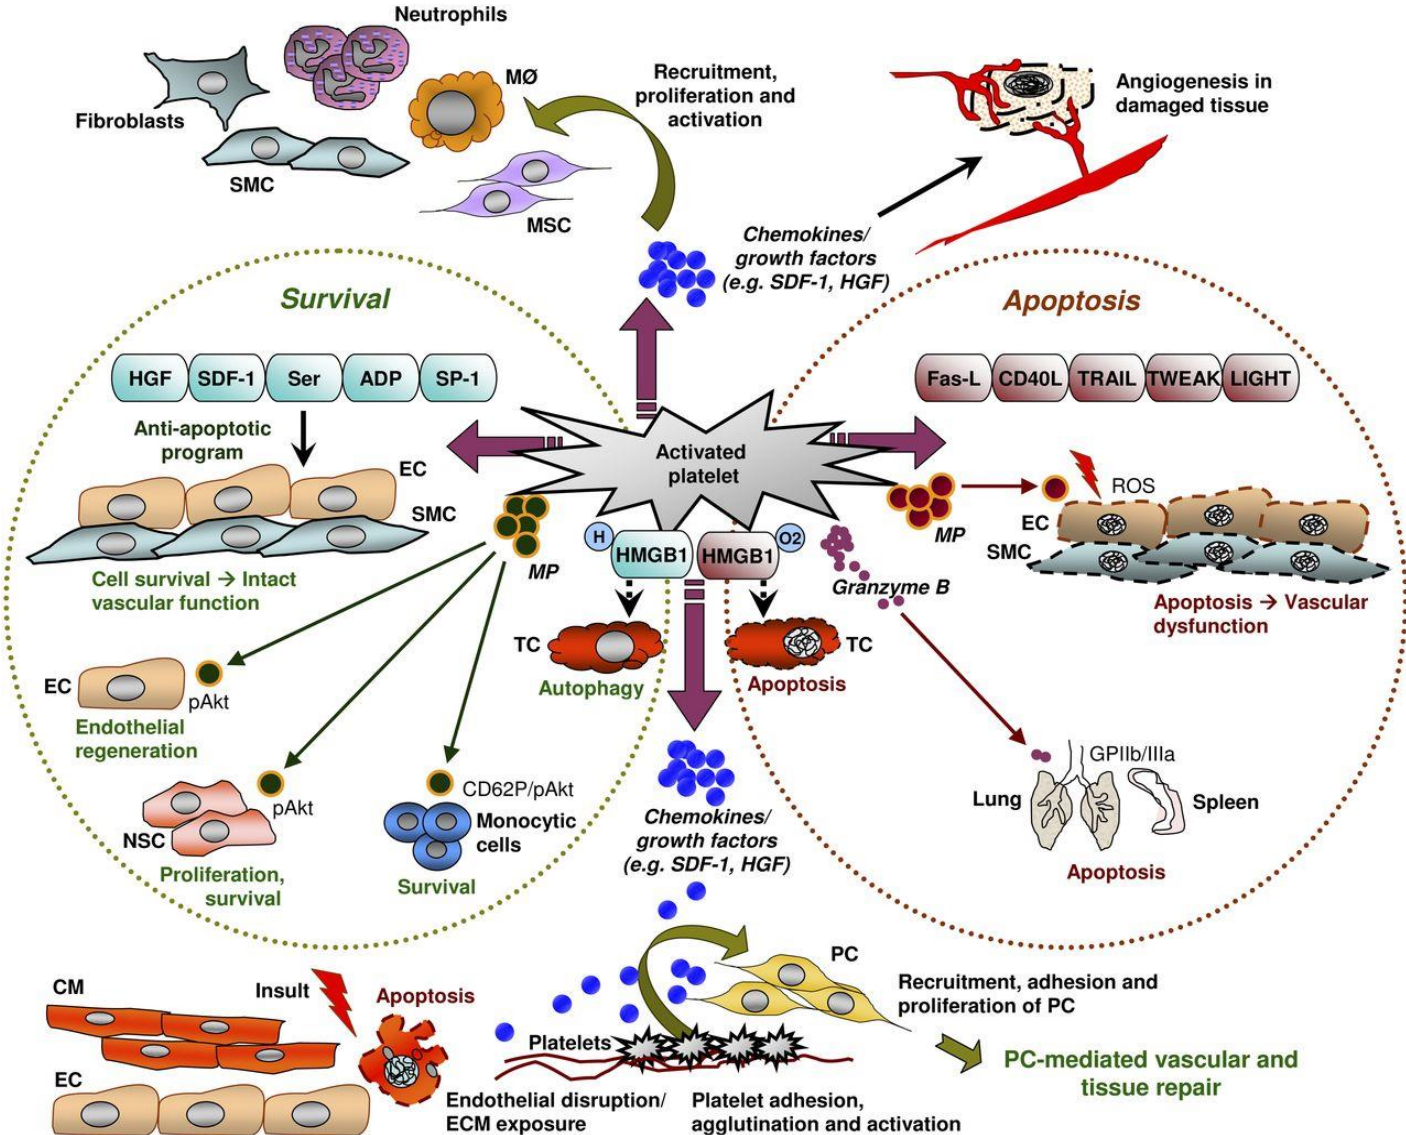 Neutrophils
Fibroblasts
MØ
SMC
MSC
Recruitment,
proliferation and
activation
Angiogenesis in
damaged tissue
Chemokines/
growth factors
(e.g. SDF-1, HGF)
Survival
HGF SDF-1 Ser ADP SP-1
Anti-apoptotic
program
EC
SMC
Cell survival → Intact
vascular function
Activated
platelet
Apoptosis
Fas-L CD40L TRAIL TWEAK LIGHT
MP
ROS
EC
SMC
Apoptosis → Vascular
dysfunction
MP
H
HMGB1
HMGB1
O2
Granzyme B
TC
Autophagy
TC
Apoptosis
EC
pAkt
Endothelial
regeneration
pAkt
NSC
Proliferation,
survival
CD62P/pAkt
Monocytic
cells
Survival
Chemokines/
growth factors
(e.g. SDF-1, HGF)
GPIIb/IIIa
Lung
Spleen
Apoptosis
CM
Insult
Apoptosis
EC
Platelets
Endothelial disruption/
ECM exposure
Platelet adhesion,
agglutination and activation
PC
Recruitment, adhesion and
proliferation of PC
PC-mediated vascular and
tissue repair